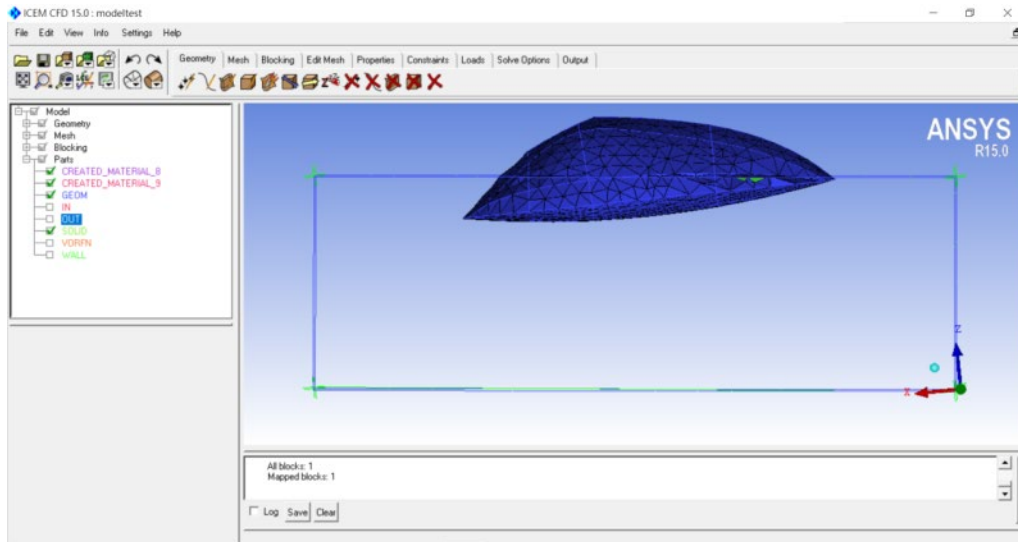 ICEM CFD 15.0 : modeltest
File Edit View Info Settings Help
Geometry Mesh Blocking Edit Mesh Properties Constraints Loads Solve Options Output
Model
Geometry
Mesh
Blocking
Parts
CREATED_MATERIAL_8
CREATED_MATERIAL_9
GEOM
IN
OUT
SOLID
VORFN
WALL
ANSYS
R15.0
Z
X
All blocks: 1
Mapped blocks: 1
Log Save Clear